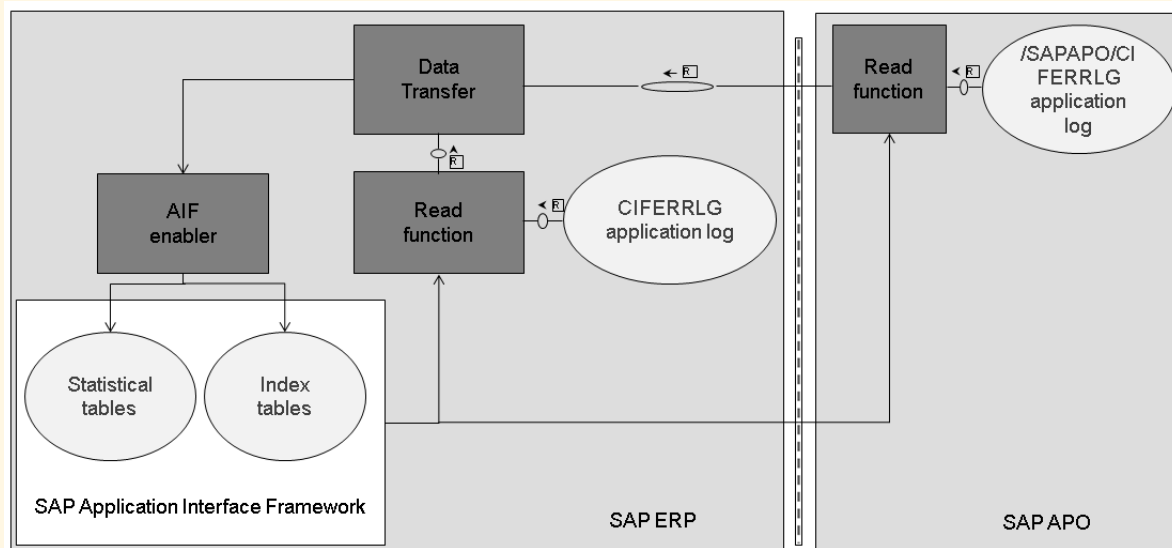 Data
Transfer
R
Read
function
R
/SAPAPO/CI
FERRLG
application
log
R
AIF
enabler
Read
function
R
CIFERRLG
application log
Statistical
tables
Index
tables
SAP Application Interface Framework
SAP ERP
SAP APO